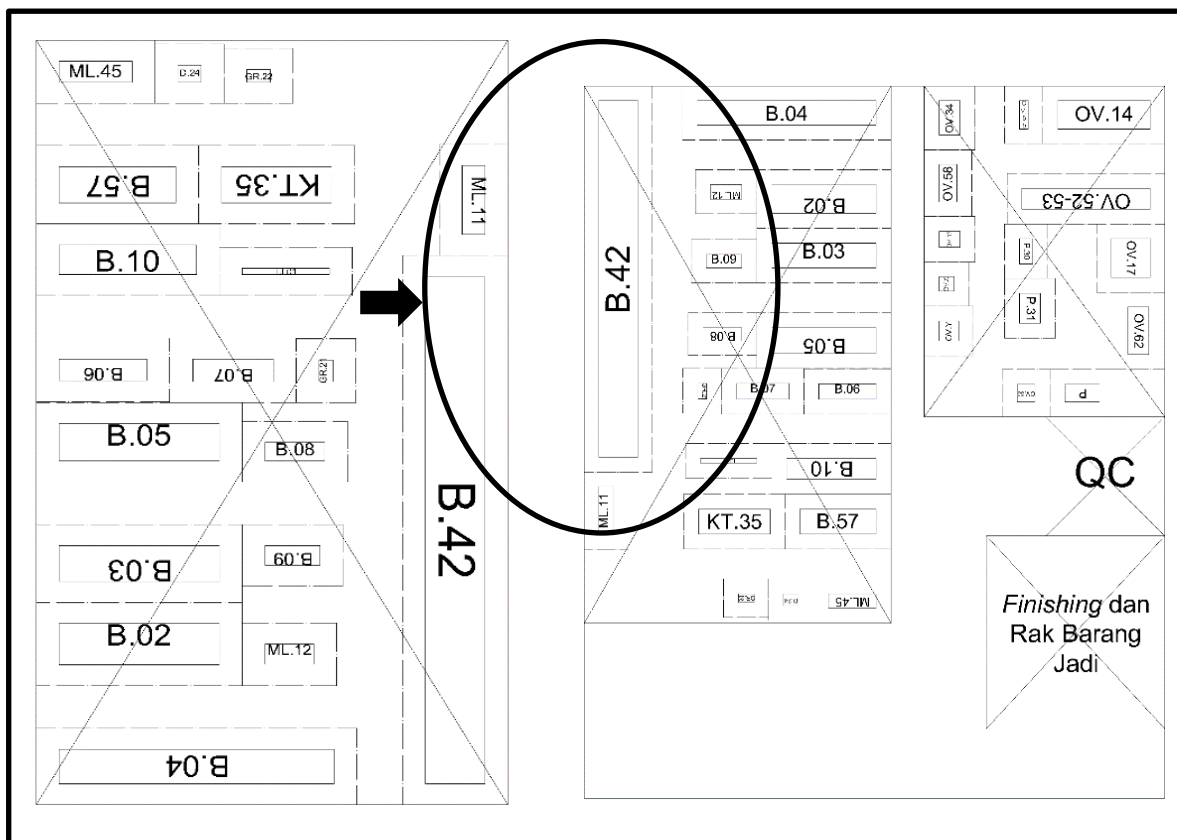 ML.45
D.24
GR.22
B.57
KT.35
ML.11
B.10
B.06
B.07
GR.21
B.05
B.08
B.42
B.03
B.09
B.02
ML.12
B.04
B.42
B.04
ML.12
B.02
B.09
B.03
B.08
B.05
B.07
B.06
B.10
ML.11
KT.35
B.57
ML.45
OV.34
OV.14
OV.58
OV.52-53
P.30
OV.17
P.31
OV.62
P
QC
Finishing dan
Rak Barang
Jadi